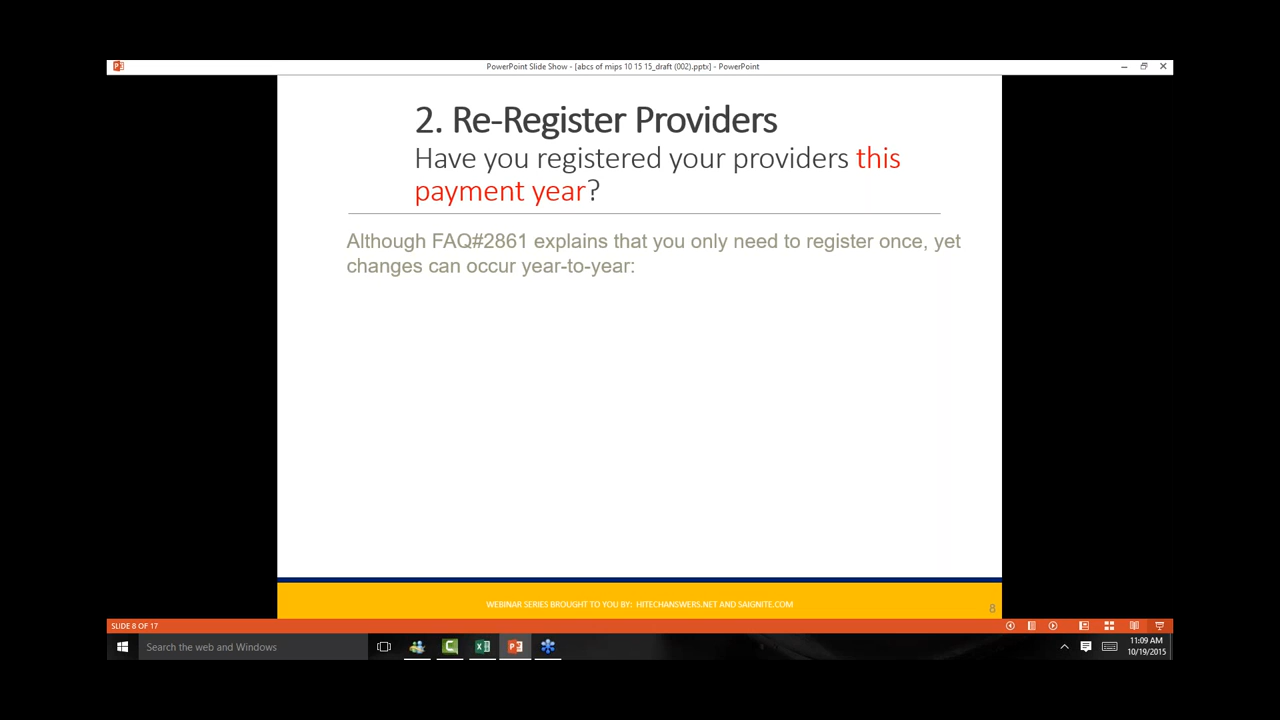 PowerPoint Slide Show - [abcs of mips 10 15 15_draft (002).pptx] - PowerPoint
2. Re-Register Providers
Have you registered your providers this
payment year?
Although FAQ#2861 explains that you only need to register once, yet
changes can occur year-to-year:
WEBINAR SERIES BROUGHT TO YOU BY: HITECHANSWERS.NET AND SAIGNITE.COM
8
SLIDE 8 OF 17
Search the web and Windows
11:09 AM
10/19/2015